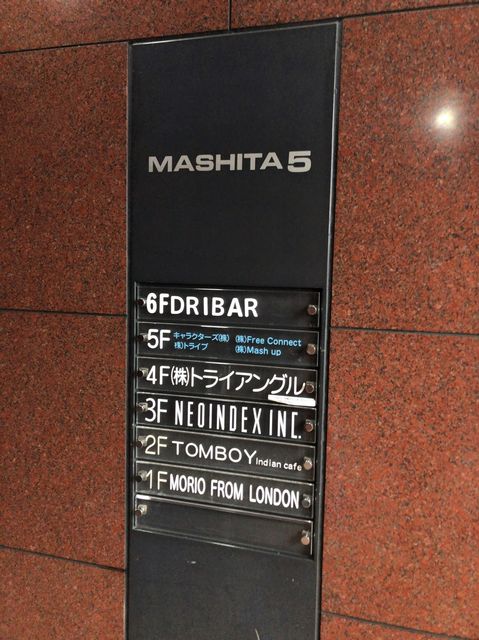 MASHITA 5
6F DRIBAR
5F キャラクターズ(株) (株)Free Connect
(株)トライブ (株)Mash up
4F (株)トライアングル
3F NEOINDEX INC.
2F TOMBOY Indian cafe
1F MORIO FROM LONDON